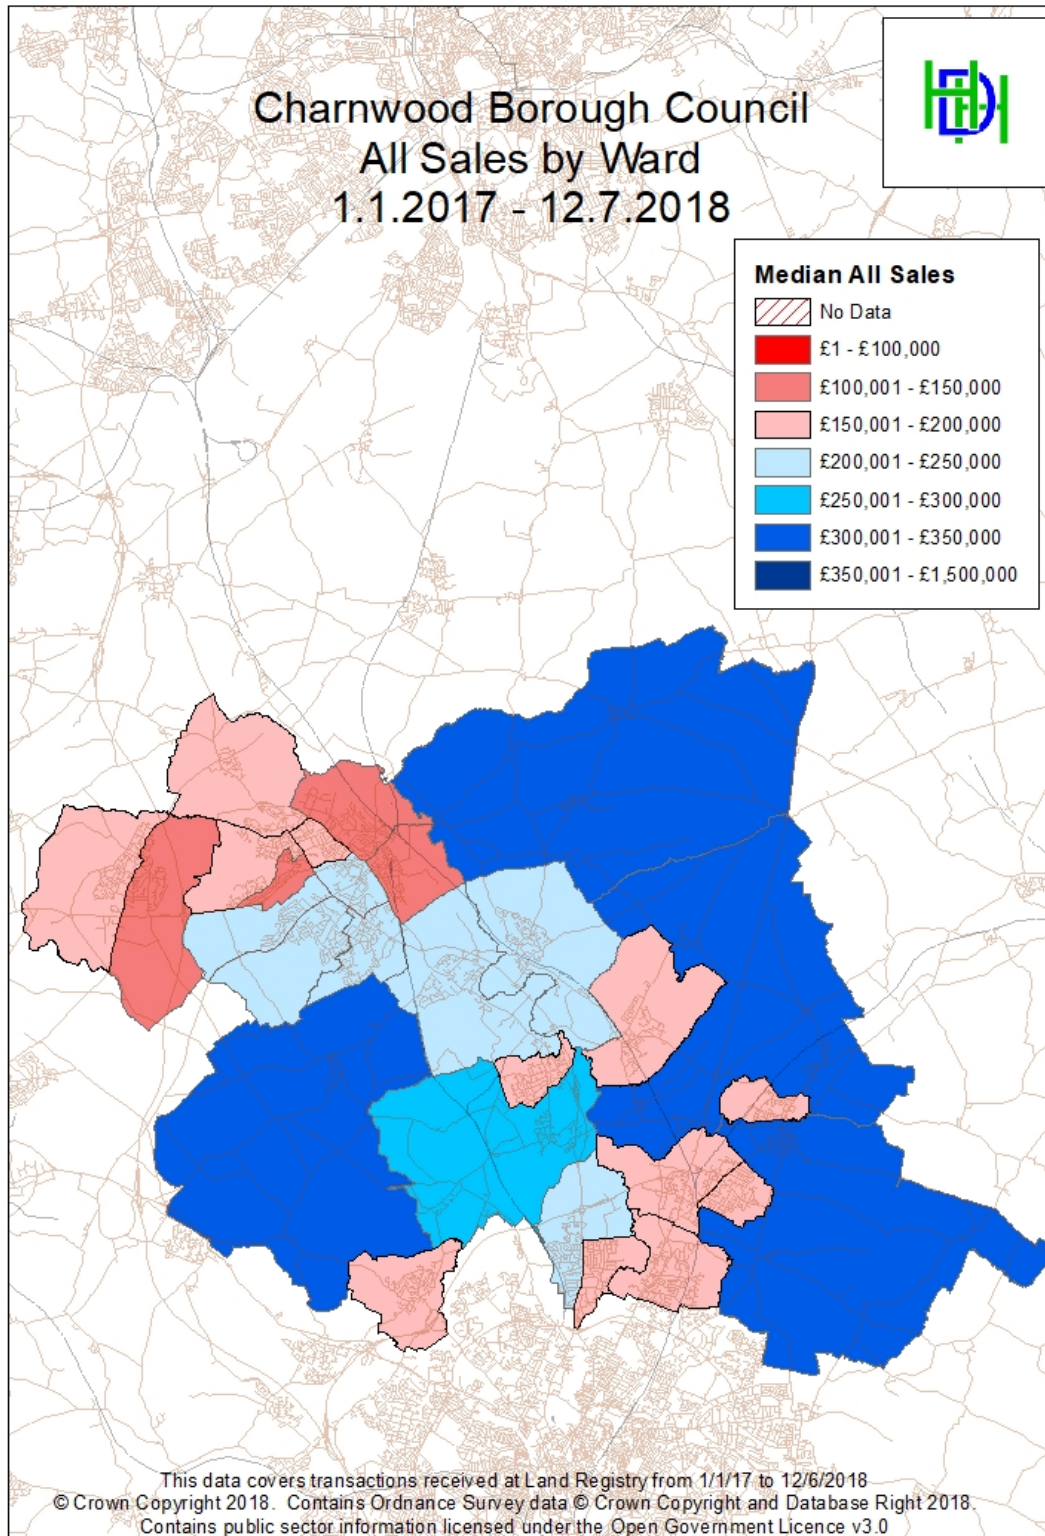 Charnwood Borough Council
All Sales by Ward
1.1.2017 - 12.7.2018
HDH
Median All Sales
No Data
£1 - £100,000
£100,001 - £150,000
£150,001 - £200,000
£200,001 - £250,000
£250,001 - £300,000
£300,001 - £350,000
£350,001 - £1,500,000
This data covers transactions received at Land Registry from 1/1/17 to 12/6/2018
© Crown Copyright 2018. Contains Ordnance Survey data © Crown Copyright and Database Right 2018.
Contains public sector information licensed under the Open Government Licence v3.0